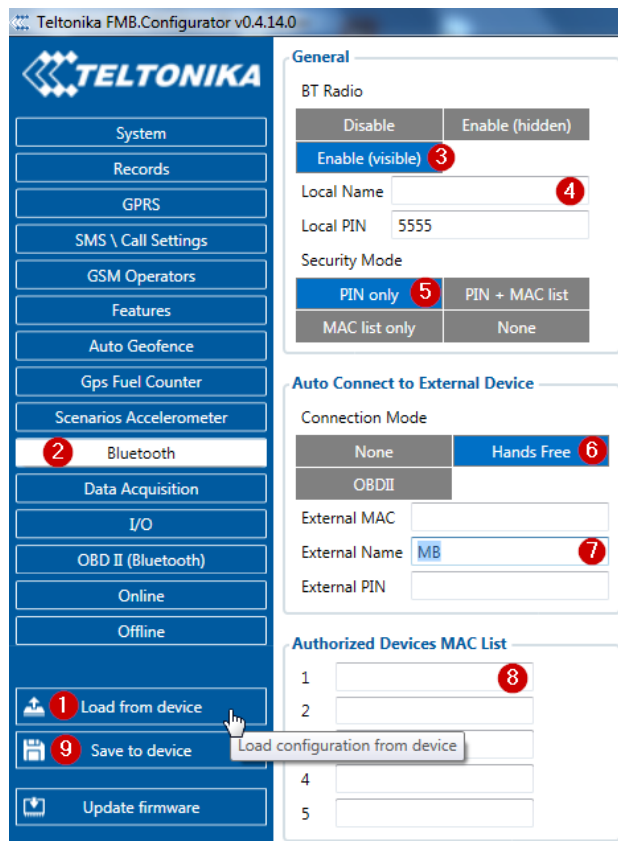 Teltonika FMB.Configurator v0.4.14.0
TELTONIKA
System
Records
GPRS
SMS \ Call Settings
GSM Operators
Features
Auto Geofence
Gps Fuel Counter
Scenarios Accelerometer
2 Bluetooth
Data Acquisition
I/O
OBD II (Bluetooth)
Online
Offline
1 Load from device
9 Save to device
Load configuration from device
Update firmware
General
BT Radio
Disable Enable (hidden)
Enable (visible) 3
Local Name 4
Local PIN 5555
Security Mode
PIN only 5 PIN + MAC list
MAC list only None
Auto Connect to External Device
Connection Mode
None Hands Free 6
OBDII
External MAC
External Name MB 7
External PIN
Authorized Devices MAC List
1 8
2
4
5